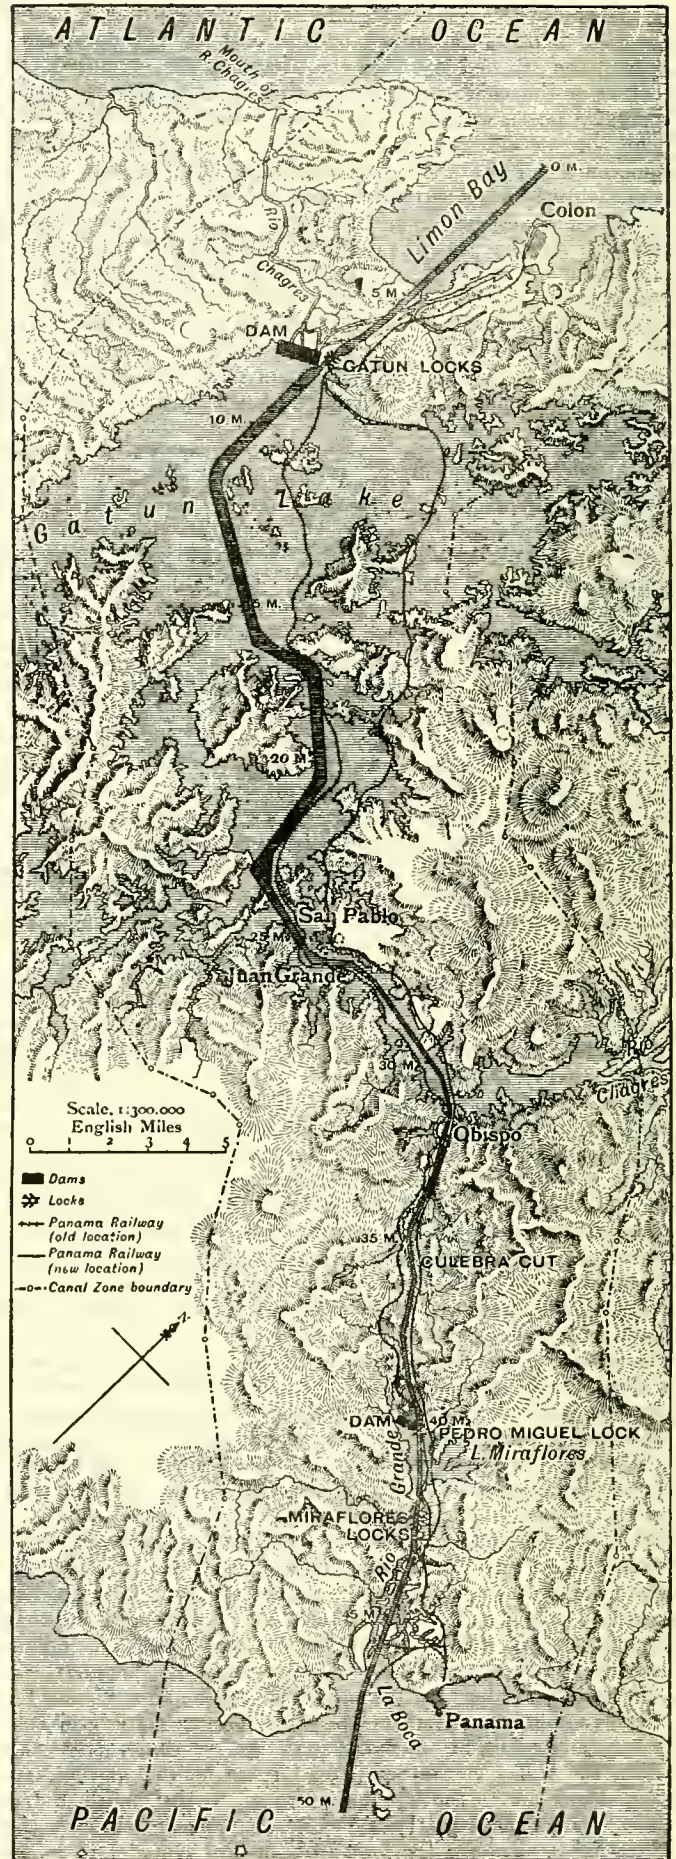 ATLANTIC OCEAN
Mouth of
R. Chagres
0 M.
Limon Bay
Colon
Rio
Chagres
5 M.
DAM
GATUN LOCKS
10 M.
Gatun Lake
15 M.
20 M.
San Pablo
25 M.
Juan Grande
30 M.
Rio
Chagres
Scale, 1:300,000
English Miles
0 1 2 3 4 5
Obispo
Dams
Locks
Panama Railway
(old location)
Panama Railway
(new location)
Canal Zone boundary
35 M.
CULEBRA CUT
N.
DAM
40 M.
PEDRO MIGUEL LOCK
L. Miraflores
Grande
MIRAFLORES
LOCKS
Rio
45 M.
La Boca
Panama
50 M.
PACIFIC OCEAN